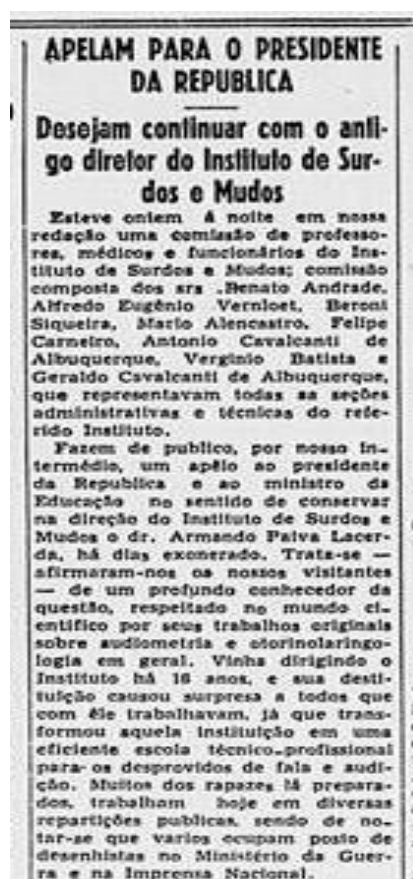 APELAM PARA O PRESIDENTE
DA REPUBLICA
Desejam continuar com o anti-
go diretor do Instituto de Sur-
dos e Mudos
Esteve ontem á noite em nossa
redação uma comissão de professo-
res, médicos e funcionários do Ins-
tituto de Surdos e Mudos; comissão
composta dos srs .Benato Andrade,
Alfredo Eugênio Vernloet, Beroni
Siqueira, Mario Alencastro, Felipe
Carneiro, Antonio Cavalcanti de
Albuquerque, Verginio Batista e
Geraldo Cavalcanti de Albuquerque,
que representavam todas sa seções
administrativas e técnicas do refe-
rido Instituto.
Fazem de publico, por nosso in-
termédio, um apêlo ao presidente
da Republica e ao ministro da
Educação no sentido de conservar
na direção do Instituto de Surdos e
Mudos o dr. Armando Paiva Lacer-
da, há dias exonerado. Trata-se —
afirmaram-nos os nossos visitantes
— de um profundo conhecedor da
questão, respeitado no mundo ci-
entifico por seus trabalhos originais
sobre audiometria e otorinolaringo-
logia em geral. Vinha dirigindo o
Instituto há 16 anos, e sua desti-
tuição causou surpresa a todos que
com êle trabalhavam, já que trans-
formou aquela instituição em uma
eficiente escola técnico-profissional
para os desprovidos de fala e audi-
ção. Muitos dos rapazes lá prepara-
dos, trabalham hoje em diversas
repartições publicas, sendo de no-
tar-se que varios ocupam posto de
desenhistas no Ministério da Guer-
ra e na Imprensa Nacional.